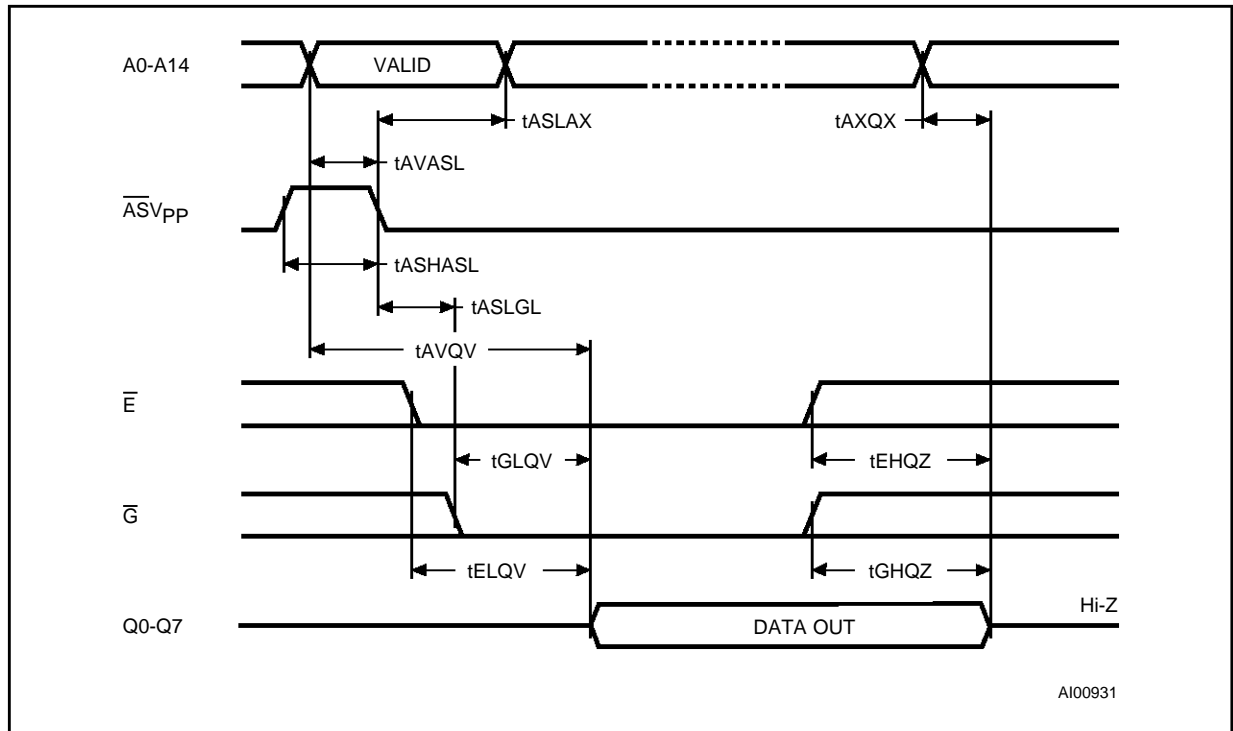 A0-A14 VALID
tASLAX tAXQX
tAVASL
A̅S̅VPP
tASHASL
tASLGL
tAVQV
E̅
tGLQV tEHQZ
G̅
tELQV tGHQZ
Hi-Z
Q0-Q7 DATA OUT
AI00931